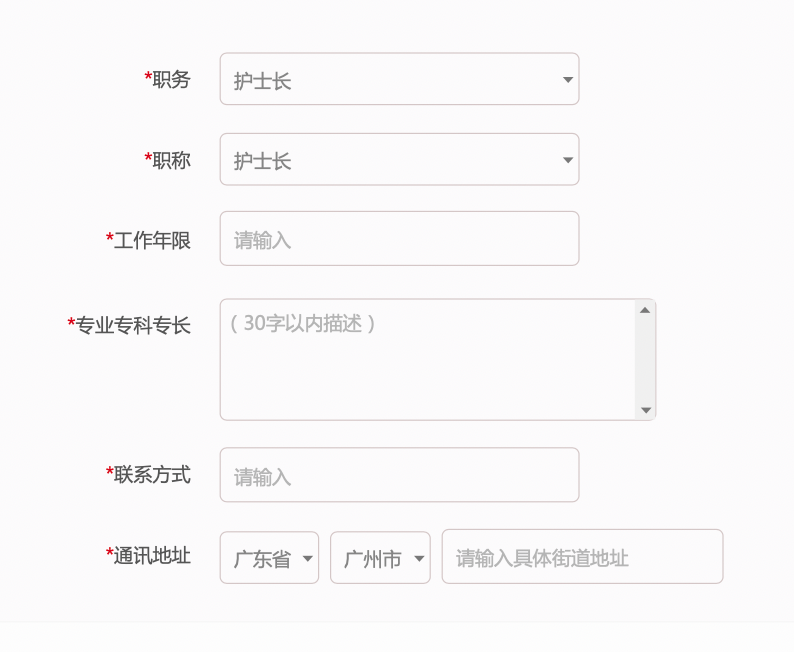 *职务 护士长
*职称 护士长
*工作年限 请输入
*专业专科专长 （30字以内描述）
*联系方式 请输入
*通讯地址 广东省 广州市 请输入具体街道地址